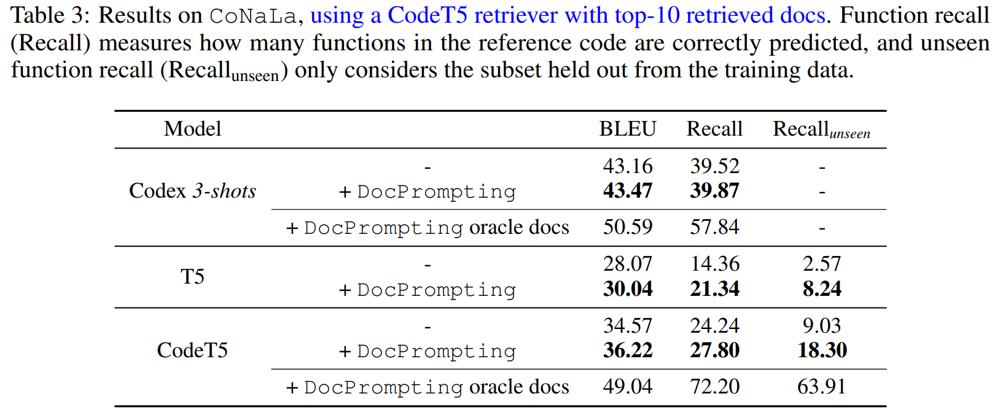 Table 3: Results on CoNaLa, using a CodeT5 retriever with top-10 retrieved docs. Function recall
(Recall) measures how many functions in the reference code are correctly predicted, and unseen
function recall (Recallunseen) only considers the subset held out from the training data.
Model BLEU Recall Recallunseen
- 43.16 39.52 -
Codex 3-shots + DocPrompting 43.47 39.87 -
+ DocPrompting oracle docs 50.59 57.84 -
T5 - 28.07 14.36 2.57
+ DocPrompting 30.04 21.34 8.24
- 34.57 24.24 9.03
CodeT5 + DocPrompting 36.22 27.80 18.30
+ DocPrompting oracle docs 49.04 72.20 63.91